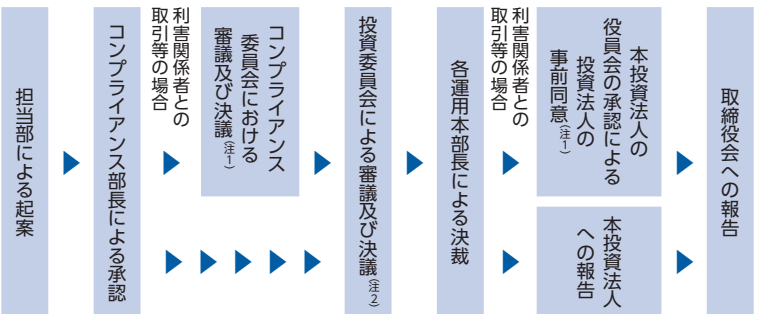 担当部による起案
コンプライアンス部長による承認
利害関係者との
取引等の場合
コンプライアンス
委員会における
審議及び決議(注1)
投資委員会による審議及び決議(注2)
各運用本部長による決裁
利害関係者との
取引等の場合
本投資法人の
役員会の承認による
投資法人の
事前同意(注1)
本投資法人
への報告
取締役会への報告